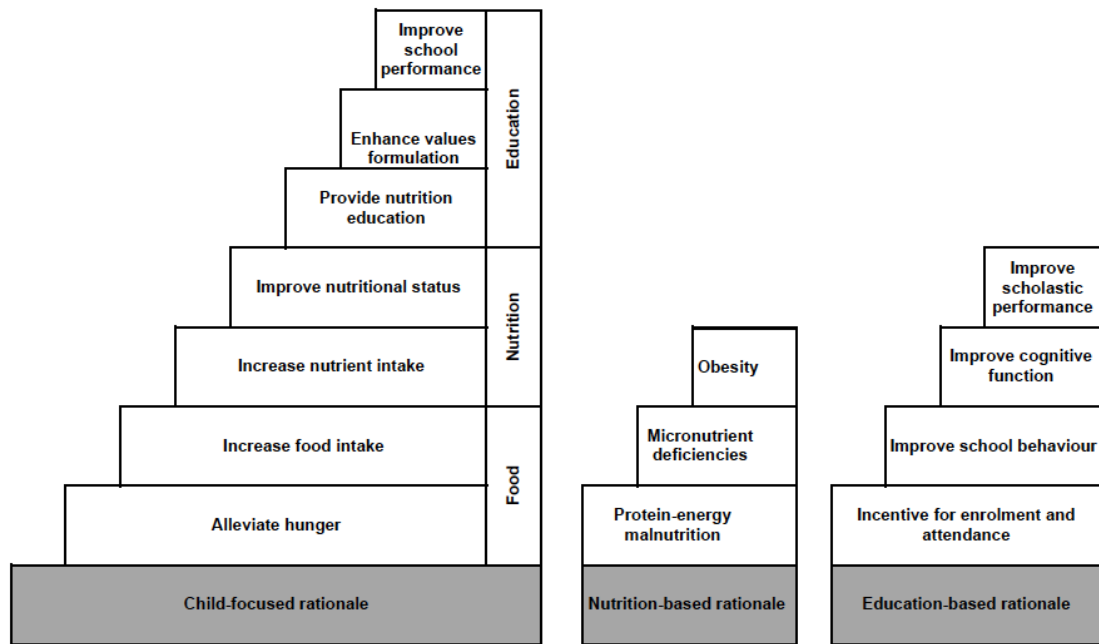 Improve
school
performance
Enhance values
formulation
Provide nutrition
education
Education
Improve nutritional status
Increase nutrient intake
Nutrition
Increase food intake
Alleviate hunger
Food
Child-focused rationale
Obesity
Micronutrient
deficiencies
Protein-energy
malnutrition
Nutrition-based rationale
Improve
scholastic
performance
Improve cognitive
function
Improve school behaviour
Incentive for enrolment and
attendance
Education-based rationale